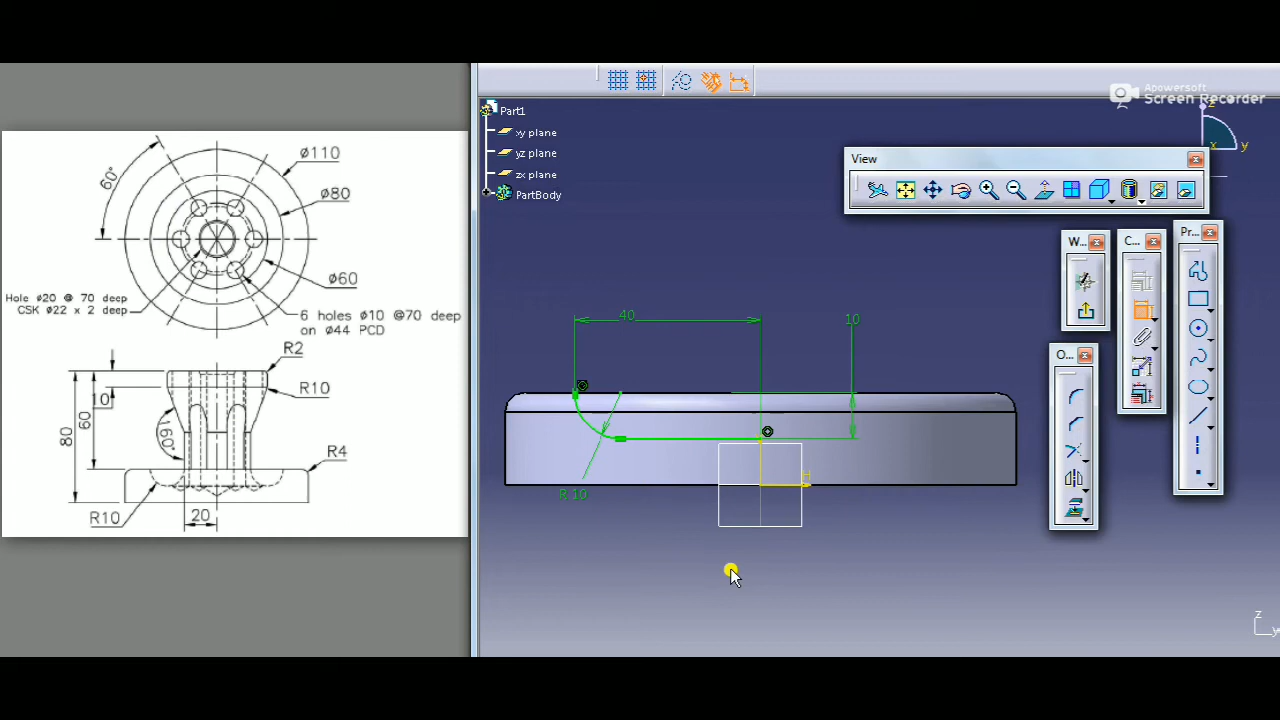 Apowersoft
Screen Recorder
Part1
xy plane
yz plane
zx plane
PartBody
View
W...
C...
Pr...
O...
z
x
y
40
10
R 10
H
z
y
60°
ø110
ø80
ø60
Hole ø20 @ 70 deep
CSK ø22 x 2 deep
6 holes ø10 @70 deep
on ø44 PCD
R2
R10
10
60
80
160°
R4
R10
20